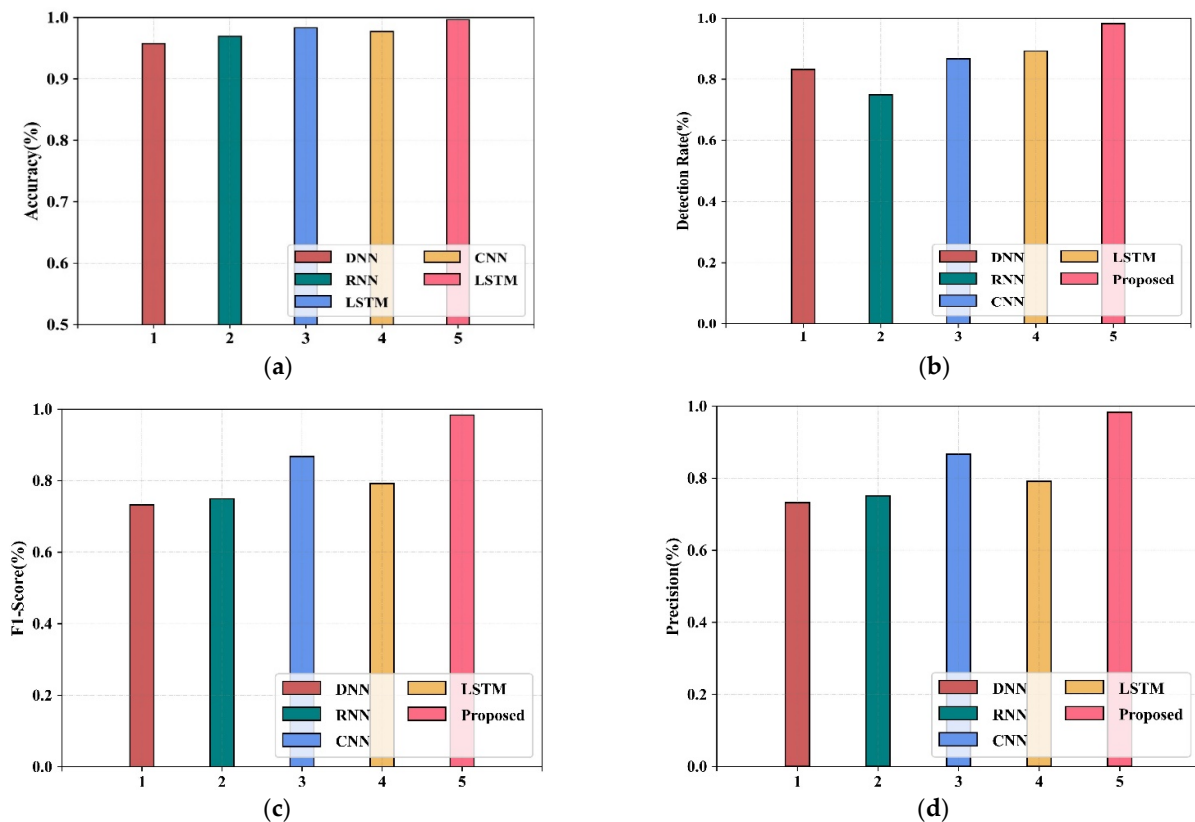 1.0
0.9
0.8
0.7
0.6
0.5
Accuracy(%)
DNN CNN
RNN LSTM
LSTM
1 2 3 4 5
(a)
1.0
0.8
0.6
0.4
0.2
0.0
Detection Rate(%)
DNN LSTM
RNN Proposed
CNN
1 2 3 4 5
(b)
1.0
0.8
0.6
0.4
0.2
0.0
F1-Score(%)
DNN LSTM
RNN Proposed
CNN
1 2 3 4 5
(c)
1.0
0.8
0.6
0.4
0.2
0.0
Precision(%)
DNN LSTM
RNN Proposed
CNN
1 2 3 4 5
(d)